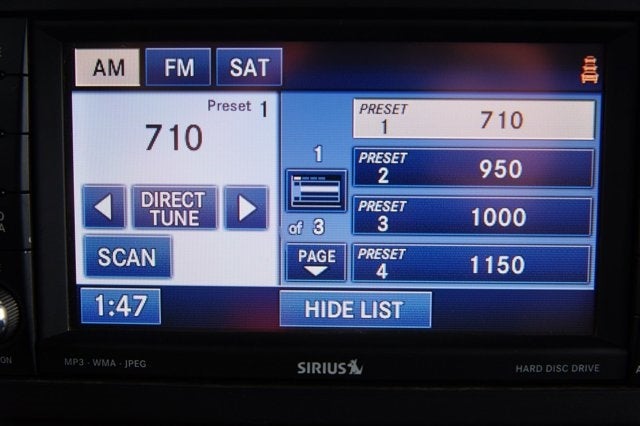 AM FM SAT
Preset 1
710
DIRECT
TUNE
SCAN
1:47
1
of 3
PAGE
PRESET
1 710
PRESET
2 950
PRESET
3 1000
PRESET
4 1150
HIDE LIST
MP3 · WMA · JPEG
SIRIUS
HARD DISC DRIVE